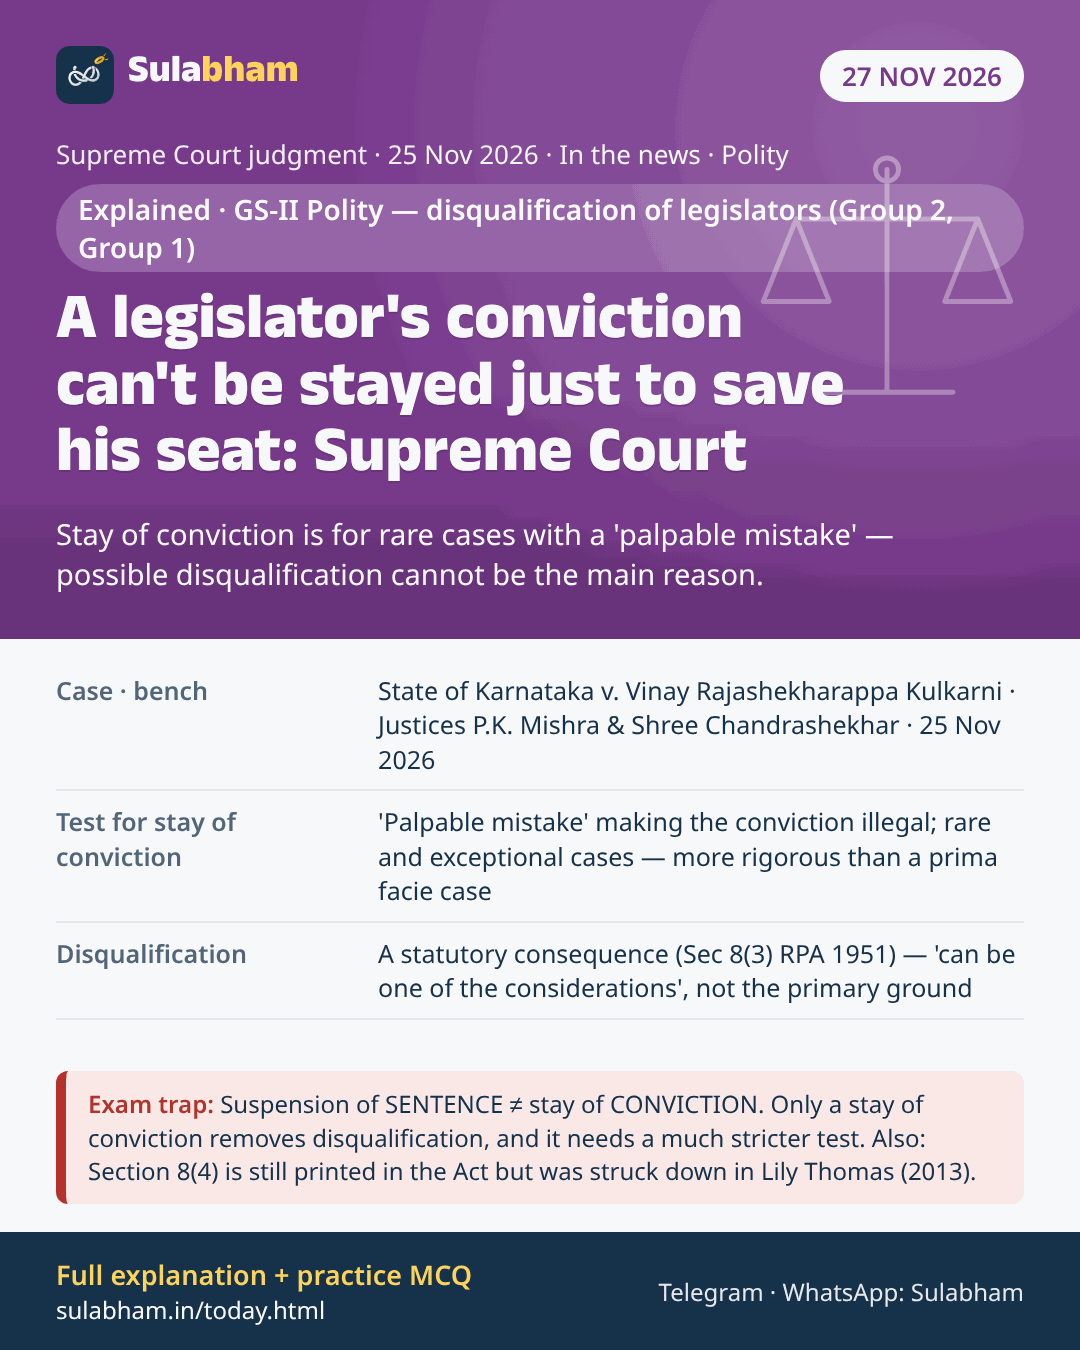 Sulabham
27 NOV 2026
Supreme Court judgment · 25 Nov 2026 · In the news · Polity
Explained · GS-II Polity — disqualification of legislators (Group 2,
Group 1)
A legislator's conviction
can't be stayed just to save
his seat: Supreme Court
Stay of conviction is for rare cases with a 'palpable mistake' —
possible disqualification cannot be the main reason.
Case · bench
State of Karnataka v. Vinay Rajashekharappa Kulkarni ·
Justices P.K. Mishra & Shree Chandrashekhar · 25 Nov
2026
Test for stay of
conviction
'Palpable mistake' making the conviction illegal; rare
and exceptional cases — more rigorous than a prima
facie case
Disqualification
A statutory consequence (Sec 8(3) RPA 1951) — 'can be
one of the considerations', not the primary ground
Exam trap: Suspension of SENTENCE ≠ stay of CONVICTION. Only a stay of
conviction removes disqualification, and it needs a much stricter test. Also:
Section 8(4) is still printed in the Act but was struck down in Lily Thomas (2013).
Full explanation + practice MCQ
sulabham.in/today.html
Telegram · WhatsApp: Sulabham